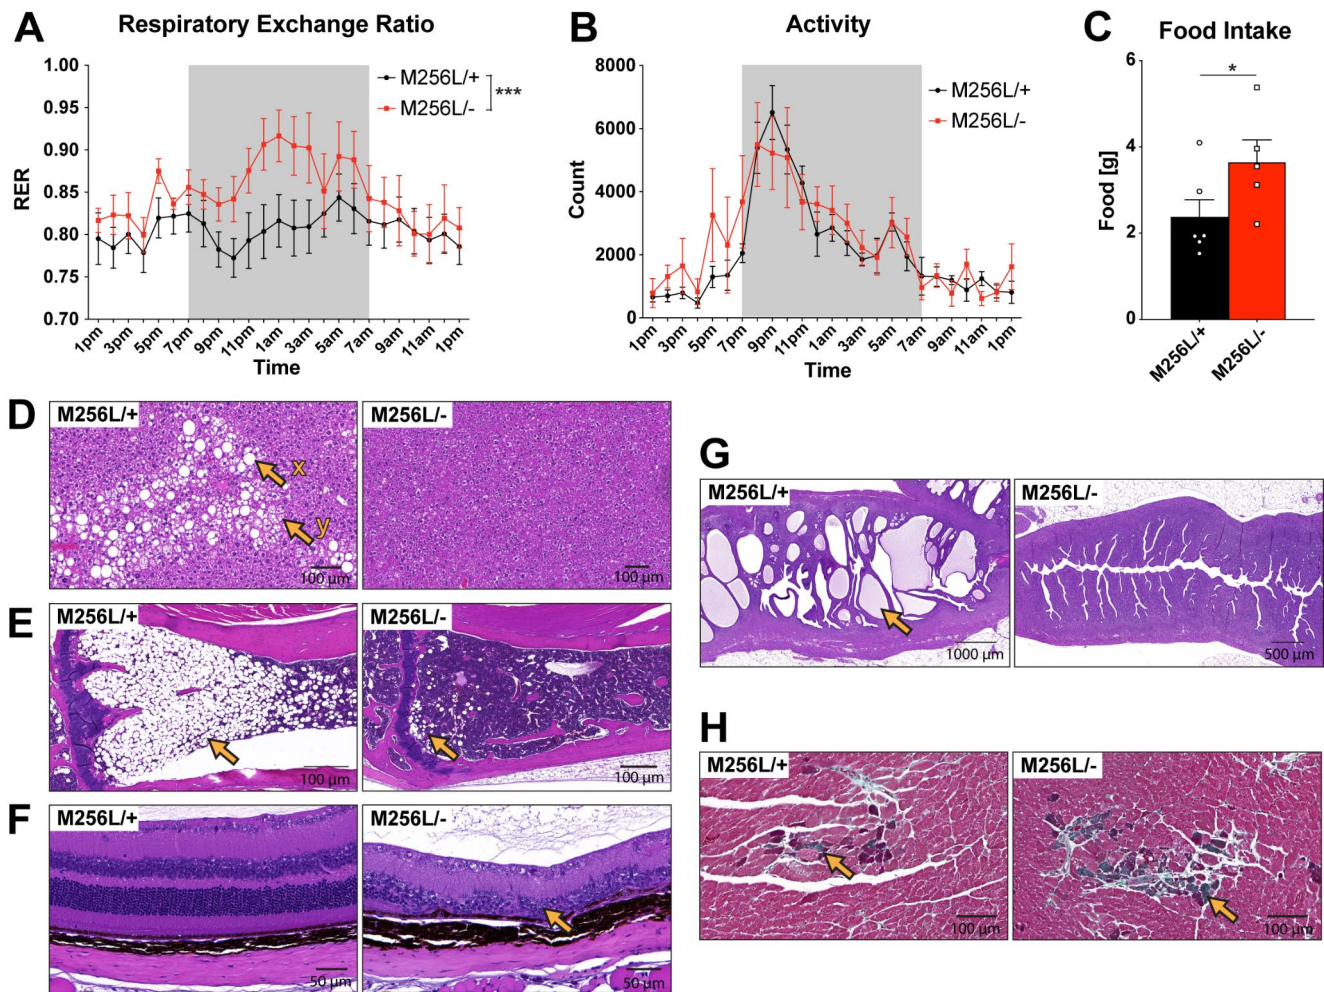 A
Respiratory Exchange Ratio
RER
1.00
0.95
0.90
0.85
0.80
0.75
0.70
M256L/+
M256L/-
***
1pm
3pm
5pm
7pm
9pm
11pm
1am
3am
5am
7am
9am
11am
1pm
Time
B
Activity
Count
8000
6000
4000
2000
0
M256L/+
M256L/-
1pm
3pm
5pm
7pm
9pm
11pm
1am
3am
5am
7am
9am
11am
1pm
Time
C
Food Intake
Food [g]
6
4
2
0
*
M256L/+
M256L/-
D
M256L/+
x
y
100 µm
M256L/-
100 µm
E
M256L/+
100 µm
M256L/-
100 µm
F
M256L/+
50 µm
M256L/-
50 µm
G
M256L/+
1000 µm
M256L/-
500 µm
H
M256L/+
100 µm
M256L/-
100 µm